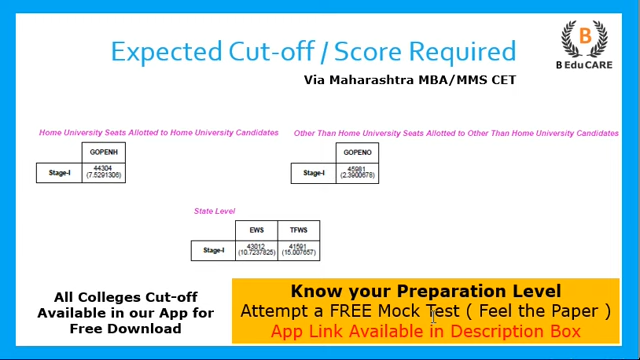 Expected Cut-off / Score Required
B
B EduCARE
Via Maharashtra MBA/MMS CET
Home University Seats Allotted to Home University Candidates
Other Than Home University Seats Allotted to Other Than Home University Candidates
GOPENH
Stage-I 44304
(7.5291306)
GOPENO
Stage-I 45981
(2.3900678)
State Level
EWS TFWS
Stage-I 43012 41591
(10.7237825) (15.007657)
All Colleges Cut-off
Available in our App for
Free Download
Know your Preparation Level
Attempt a FREE Mock Test ( Feel the Paper )
App Link Available in Description Box